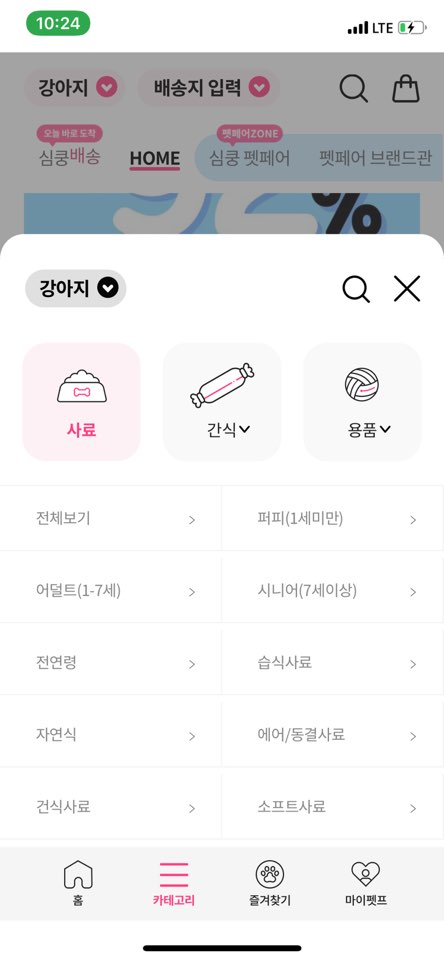 10:24
LTE
강아지
배송지 입력
오늘 바로 도착
펫페어ZONE
심쿵배송
HOME
심쿵 펫페어
펫페어 브랜드관
%
강아지
사료
간식
용품
전체보기
퍼피(1세미만)
어덜트(1-7세)
시니어(7세이상)
전연령
습식사료
자연식
에어/동결사료
건식사료
소프트사료
홈
카테고리
즐겨찾기
마이펫프